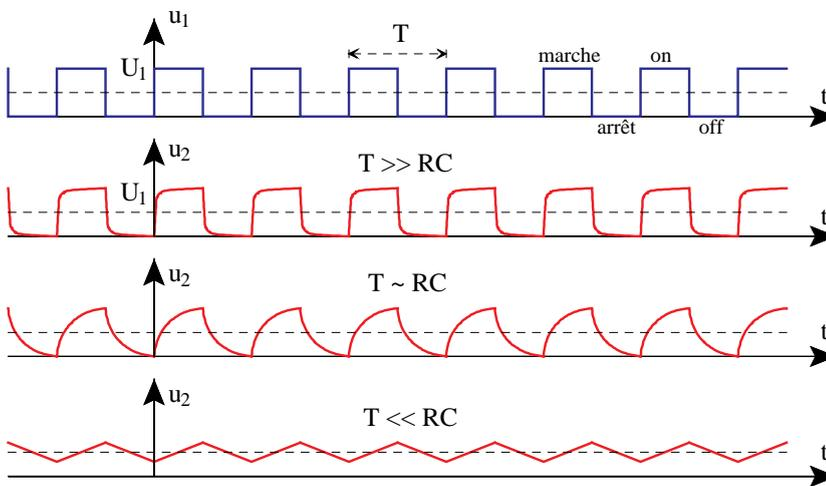 u1
T
U1
marche
on
t
arrêt
off
u2
T >> RC
U1
t
u2
T ~ RC
t
u2
T << RC
t